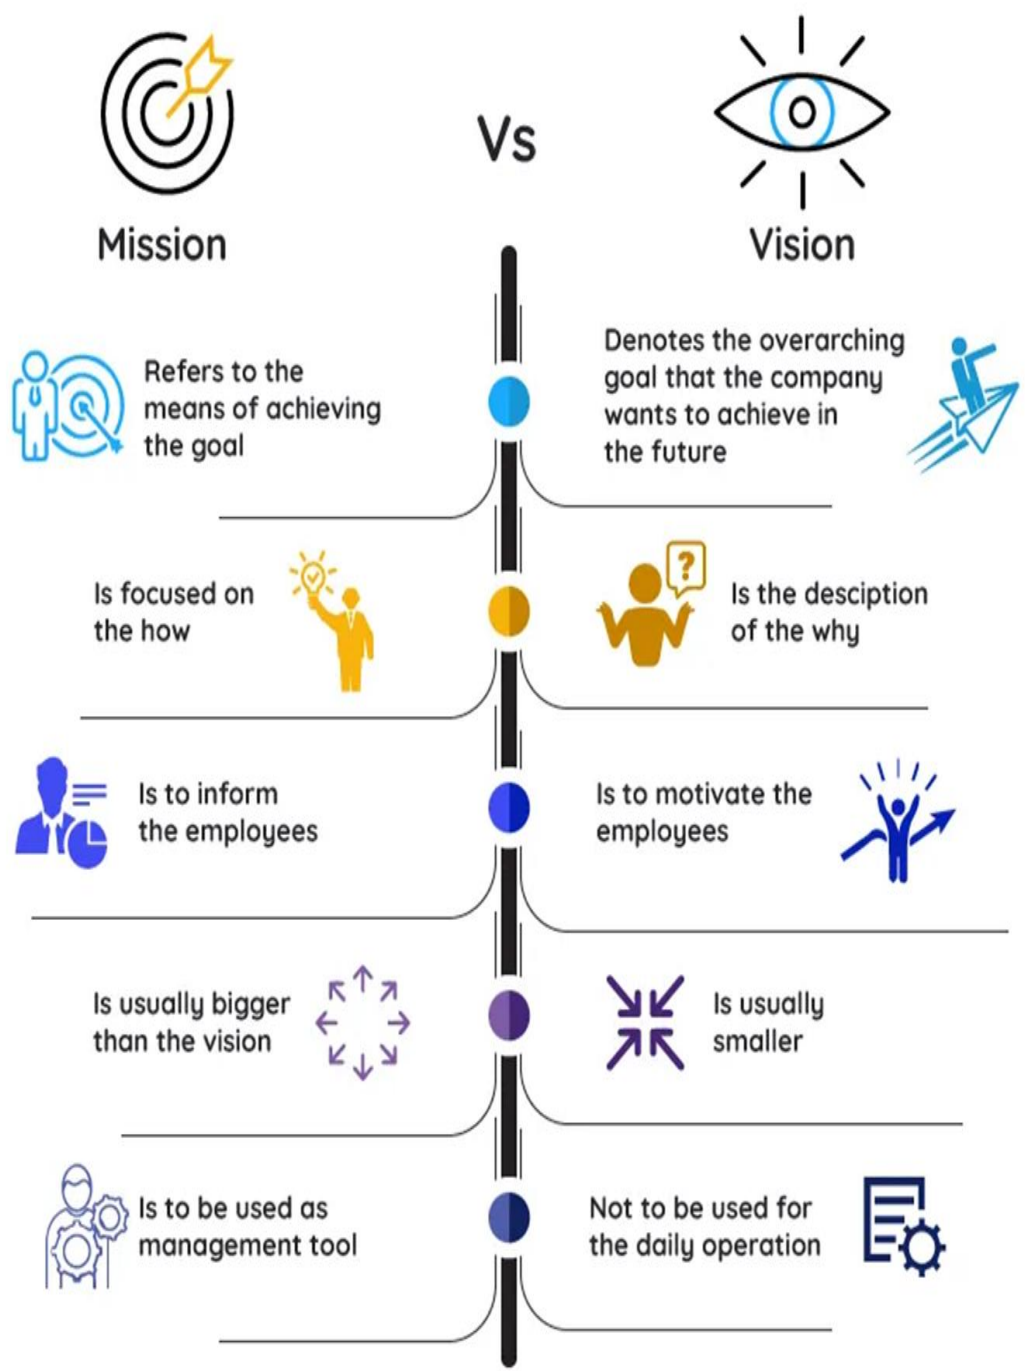 Vs
Mission
Vision
Refers to the
means of achieving
the goal
Denotes the overarching
goal that the company
wants to achieve in
the future
Is focused on
the how
?
Is the desciption
of the why
Is to inform
the employees
Is to motivate the
employees
Is usually bigger
than the vision
Is usually
smaller
Is to be used as
management tool
Not to be used for
the daily operation